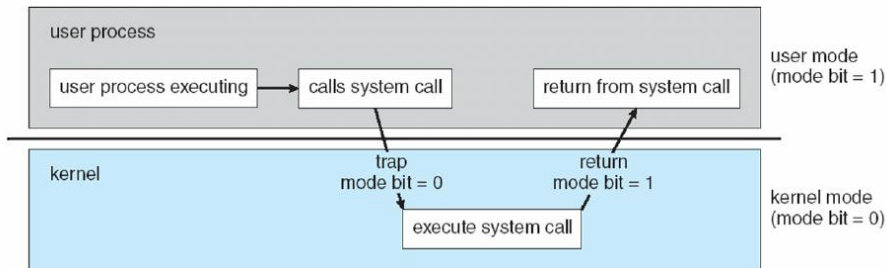 user process
user process executing
calls system call
return from system call
user mode
(mode bit = 1)
kernel
trap
mode bit = 0
return
mode bit = 1
kernel mode
(mode bit = 0)
execute system call